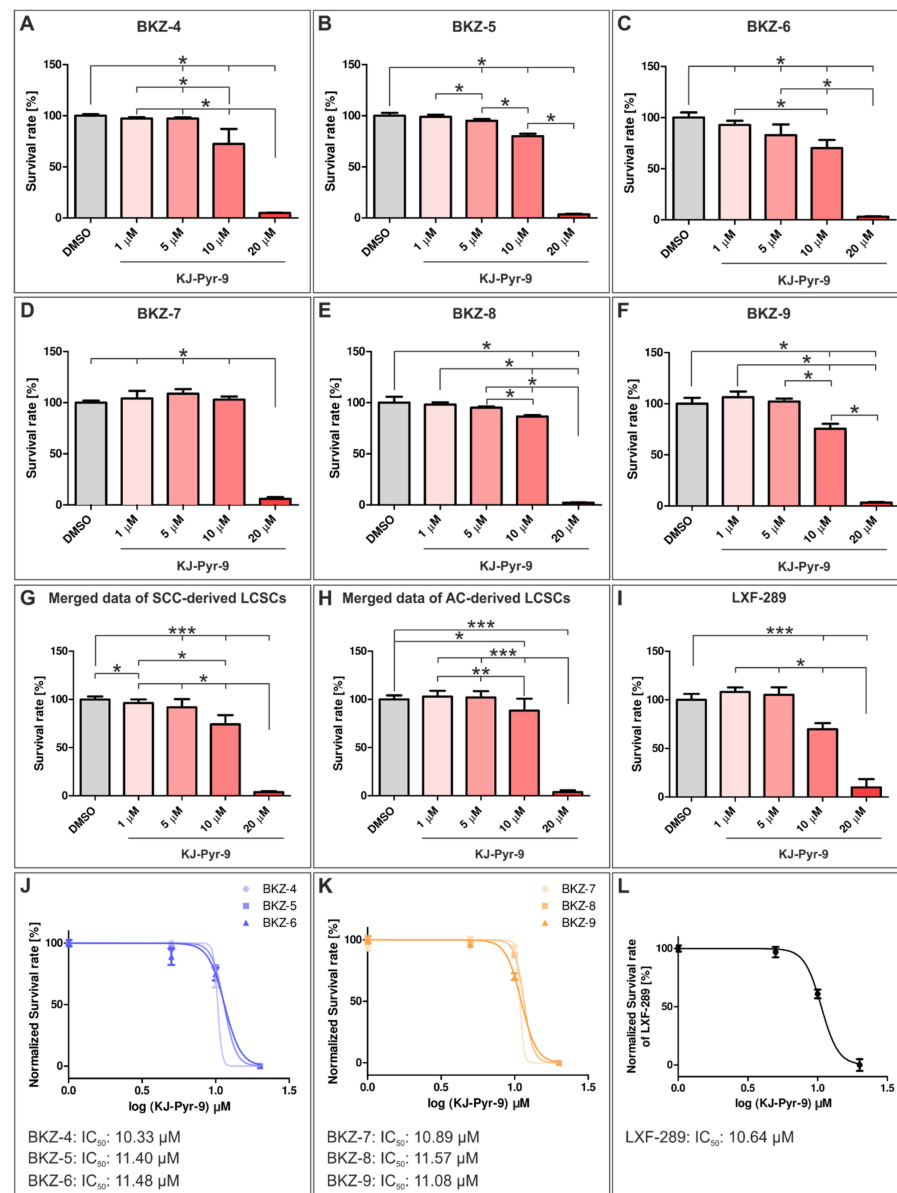 A BKZ-4
Survival rate [%]
150
100
50
0
* * *
* * *
DMSO 1 µM 5 µM 10 µM 20 µM
KJ-Pyr-9
B BKZ-5
Survival rate [%]
150
100
50
0
*
* * *
DMSO 1 µM 5 µM 10 µM 20 µM
KJ-Pyr-9
C BKZ-6
Survival rate [%]
150
100
50
0
*
*
*
DMSO 1 µM 5 µM 10 µM 20 µM
KJ-Pyr-9
D BKZ-7
Survival rate [%]
150
100
50
0
*
DMSO 1 µM 5 µM 10 µM 20 µM
KJ-Pyr-9
E BKZ-8
Survival rate [%]
150
100
50
0
*
*
*
*
DMSO 1 µM 5 µM 10 µM 20 µM
KJ-Pyr-9
F BKZ-9
Survival rate [%]
150
100
50
0
*
*
*
*
DMSO 1 µM 5 µM 10 µM 20 µM
KJ-Pyr-9
G Merged data of SCC-derived LCSCs
Survival rate [%]
150
100
50
0
***
* *
*
DMSO 1 µM 5 µM 10 µM 20 µM
KJ-Pyr-9
H Merged data of AC-derived LCSCs
Survival rate [%]
150
100
50
0
***
*
***
**
DMSO 1 µM 5 µM 10 µM 20 µM
KJ-Pyr-9
I LXF-289
Survival rate [%]
150
100
50
0
***
*
DMSO 1 µM 5 µM 10 µM 20 µM
KJ-Pyr-9
J
BKZ-4
BKZ-5
BKZ-6
Normalized Survival rate [%]
100
50
0
0.0 0.5 1.0 1.5
log (KJ-Pyr-9) µM
BKZ-4: IC50: 10.33 µM
BKZ-5: IC50: 11.40 µM
BKZ-6: IC50: 11.48 µM
K
BKZ-7
BKZ-8
BKZ-9
Normalized Survival rate [%]
100
50
0
0.0 0.5 1.0 1.5
log (KJ-Pyr-9) µM
BKZ-7: IC50: 10.89 µM
BKZ-8: IC50: 11.57 µM
BKZ-9: IC50: 11.08 µM
L
Normalized Survival rate
of LXF-289 [%]
100
50
0
0.0 0.5 1.0 1.5
log (KJ-Pyr-9) µM
LXF-289: IC50: 10.64 µM